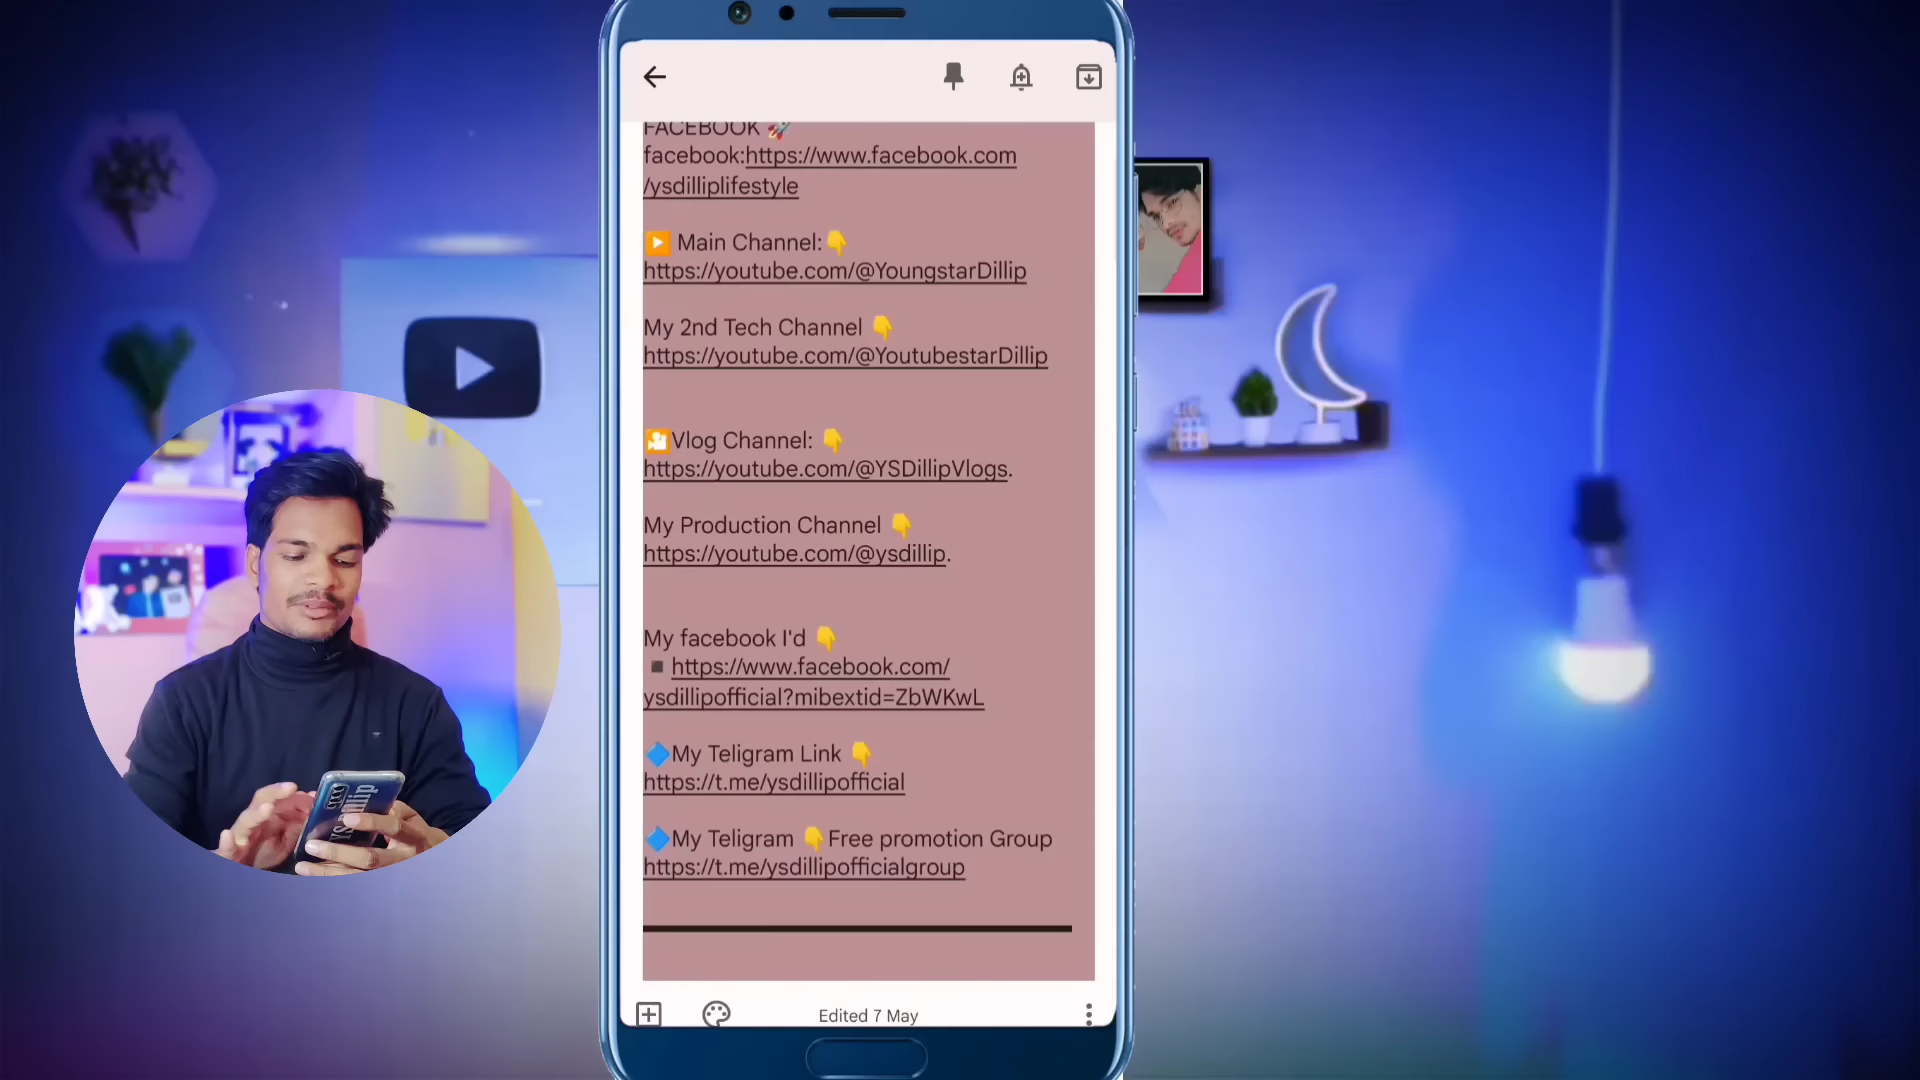 FACEBOOK 🚀
facebook:https://www.facebook.com
/ysdilliplifestyle
▶️ Main Channel:👇
https://youtube.com/@YoungstarDillip
My 2nd Tech Channel 👇
https://youtube.com/@YoutubestarDillip
🎦Vlog Channel: 👇
https://youtube.com/@YSDillipVlogs.
My Production Channel 👇
https://youtube.com/@ysdillip.
My facebook I'd 👇
◾https://www.facebook.com/
ysdillipofficial?mibextid=ZbWKwL
🔷My Teligram Link 👇
https://t.me/ysdillipofficial
🔷My Teligram 👇Free promotion Group
https://t.me/ysdillipofficialgroup
Edited 7 May
YSDillip